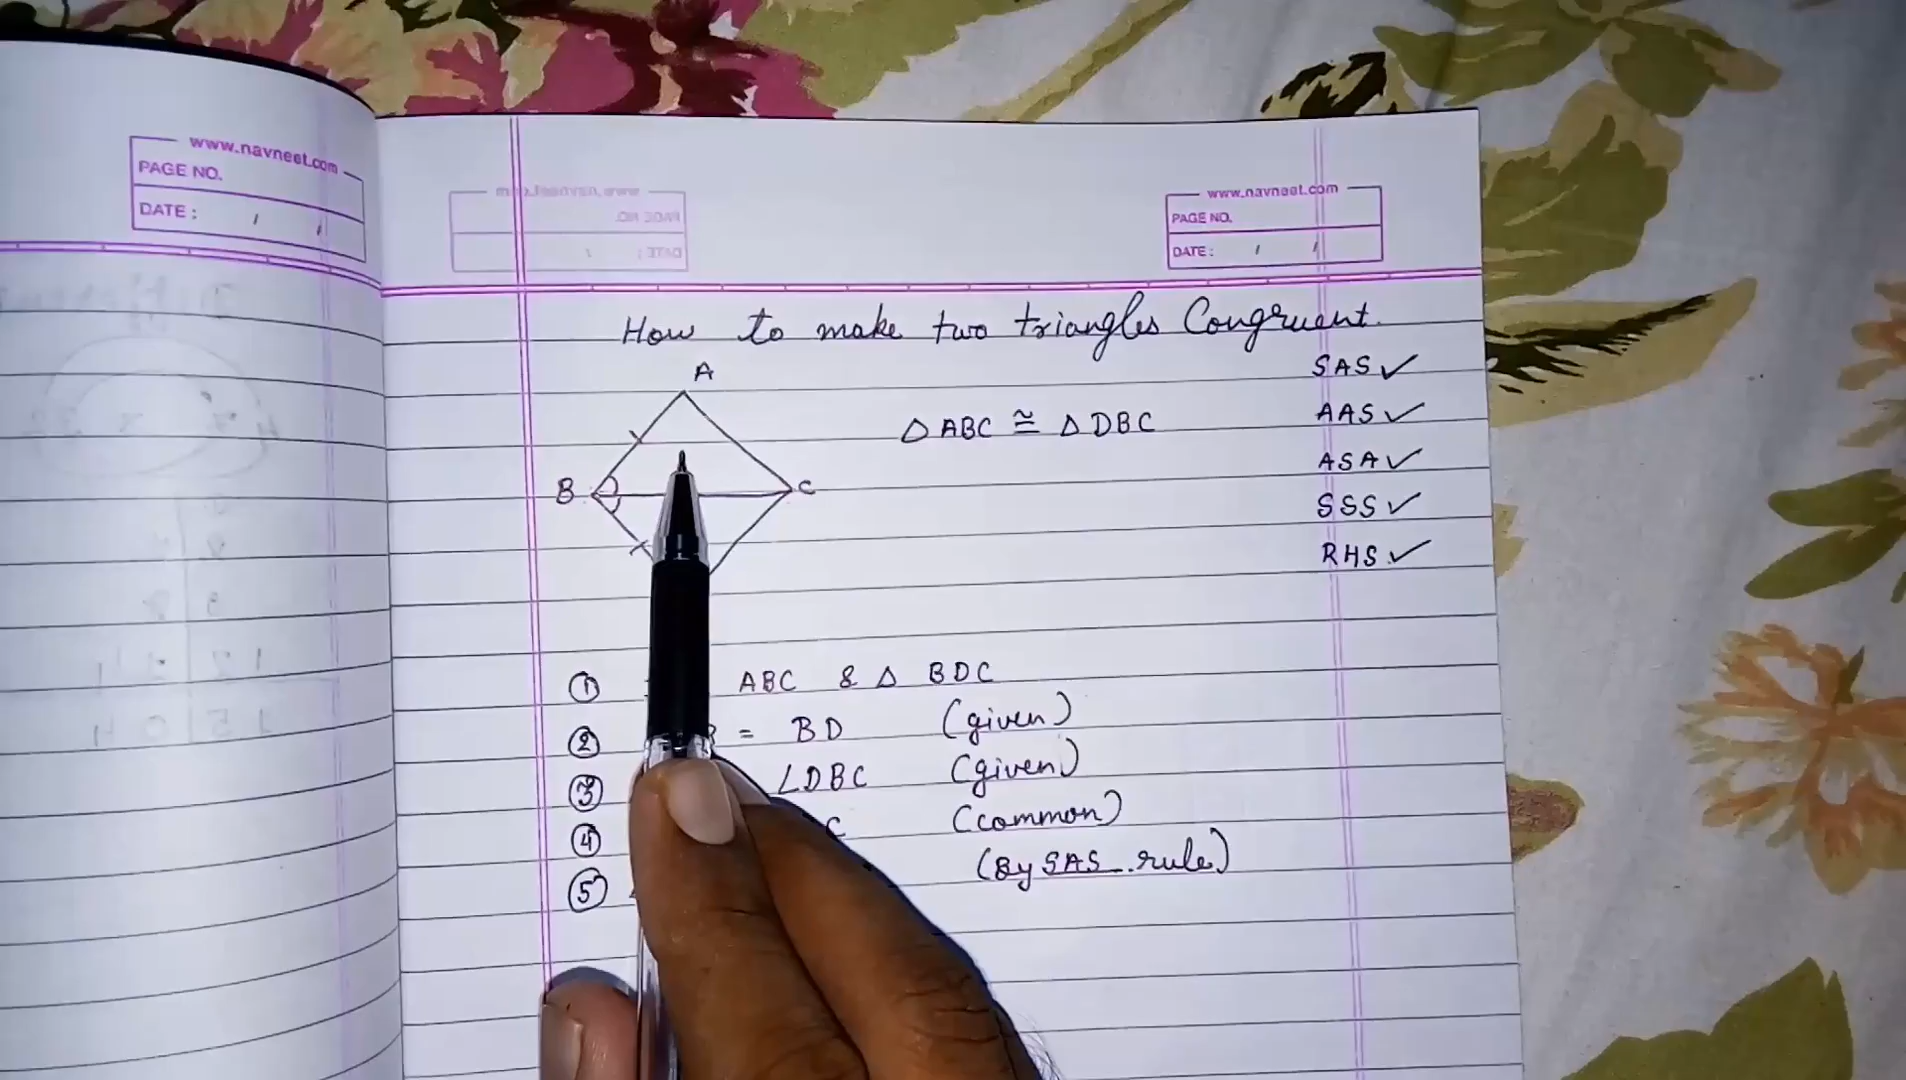 www.navneet.com
PAGE NO.
DATE : / /
www.navneet.com
PAGE NO.
DATE : / /
How to make two triangles Congruent.
A
B
C
△ ABC ≅ △ DBC
SAS ✓
AAS ✓
ASA ✓
SSS ✓
RHS ✓
① ABC & △ BDC
② = BD (given)
③ ∠DBC (given)
④ C (common)
⑤ (By SAS rule)